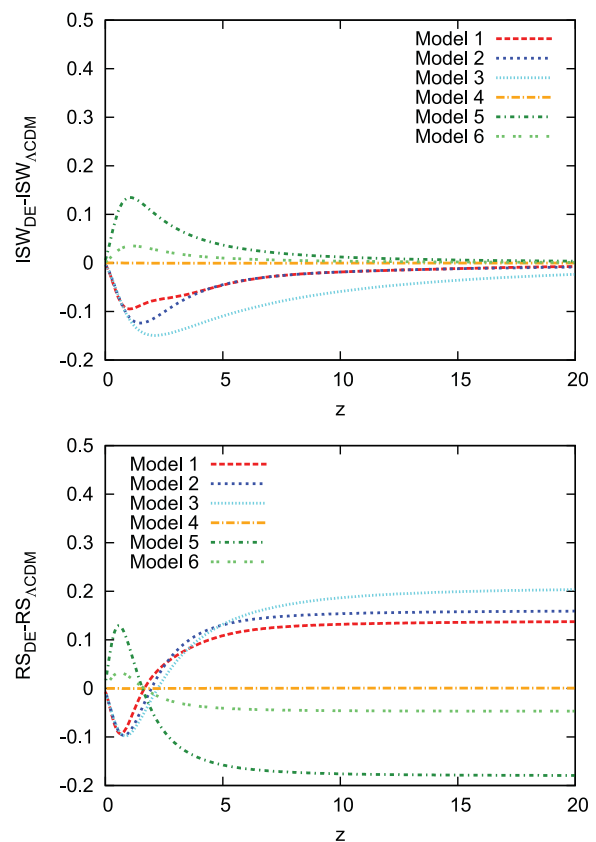 0.5
0.4
0.3
0.2
0.1
0
-0.1
-0.2
ISW_DE-ISW_ΛCDM
Model 1
Model 2
Model 3
Model 4
Model 5
Model 6
0 5 10 15 20
z
0.5
0.4
0.3
0.2
0.1
0
-0.1
-0.2
RS_DE-RS_ΛCDM
Model 1
Model 2
Model 3
Model 4
Model 5
Model 6
0 5 10 15 20
z